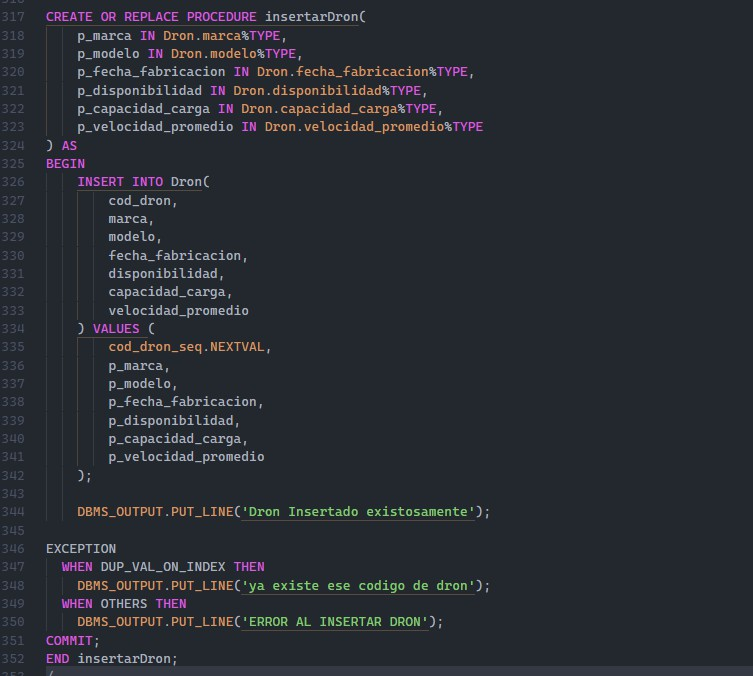 317 CREATE OR REPLACE PROCEDURE insertarDron(
318     p_marca IN Dron.marca%TYPE,
319     p_modelo IN Dron.modelo%TYPE,
320     p_fecha_fabricacion IN Dron.fecha_fabricacion%TYPE,
321     p_disponibilidad IN Dron.disponibilidad%TYPE,
322     p_capacidad_carga IN Dron.capacidad_carga%TYPE,
323     p_velocidad_promedio IN Dron.velocidad_promedio%TYPE
324 ) AS
325 BEGIN
326     INSERT INTO Dron(
327         cod_dron,
328         marca,
329         modelo,
330         fecha_fabricacion,
331         disponibilidad,
332         capacidad_carga,
333         velocidad_promedio
334     ) VALUES (
335         cod_dron_seq.NEXTVAL,
336         p_marca,
337         p_modelo,
338         p_fecha_fabricacion,
339         p_disponibilidad,
340         p_capacidad_carga,
341         p_velocidad_promedio
342     );
343
344     DBMS_OUTPUT.PUT_LINE('Dron Insertado existosamente');
345
346 EXCEPTION
347   WHEN DUP_VAL_ON_INDEX THEN
348     DBMS_OUTPUT.PUT_LINE('ya existe ese codigo de dron');
349   WHEN OTHERS THEN
350     DBMS_OUTPUT.PUT_LINE('ERROR AL INSERTAR DRON');
351 COMMIT;
352 END insertarDron;